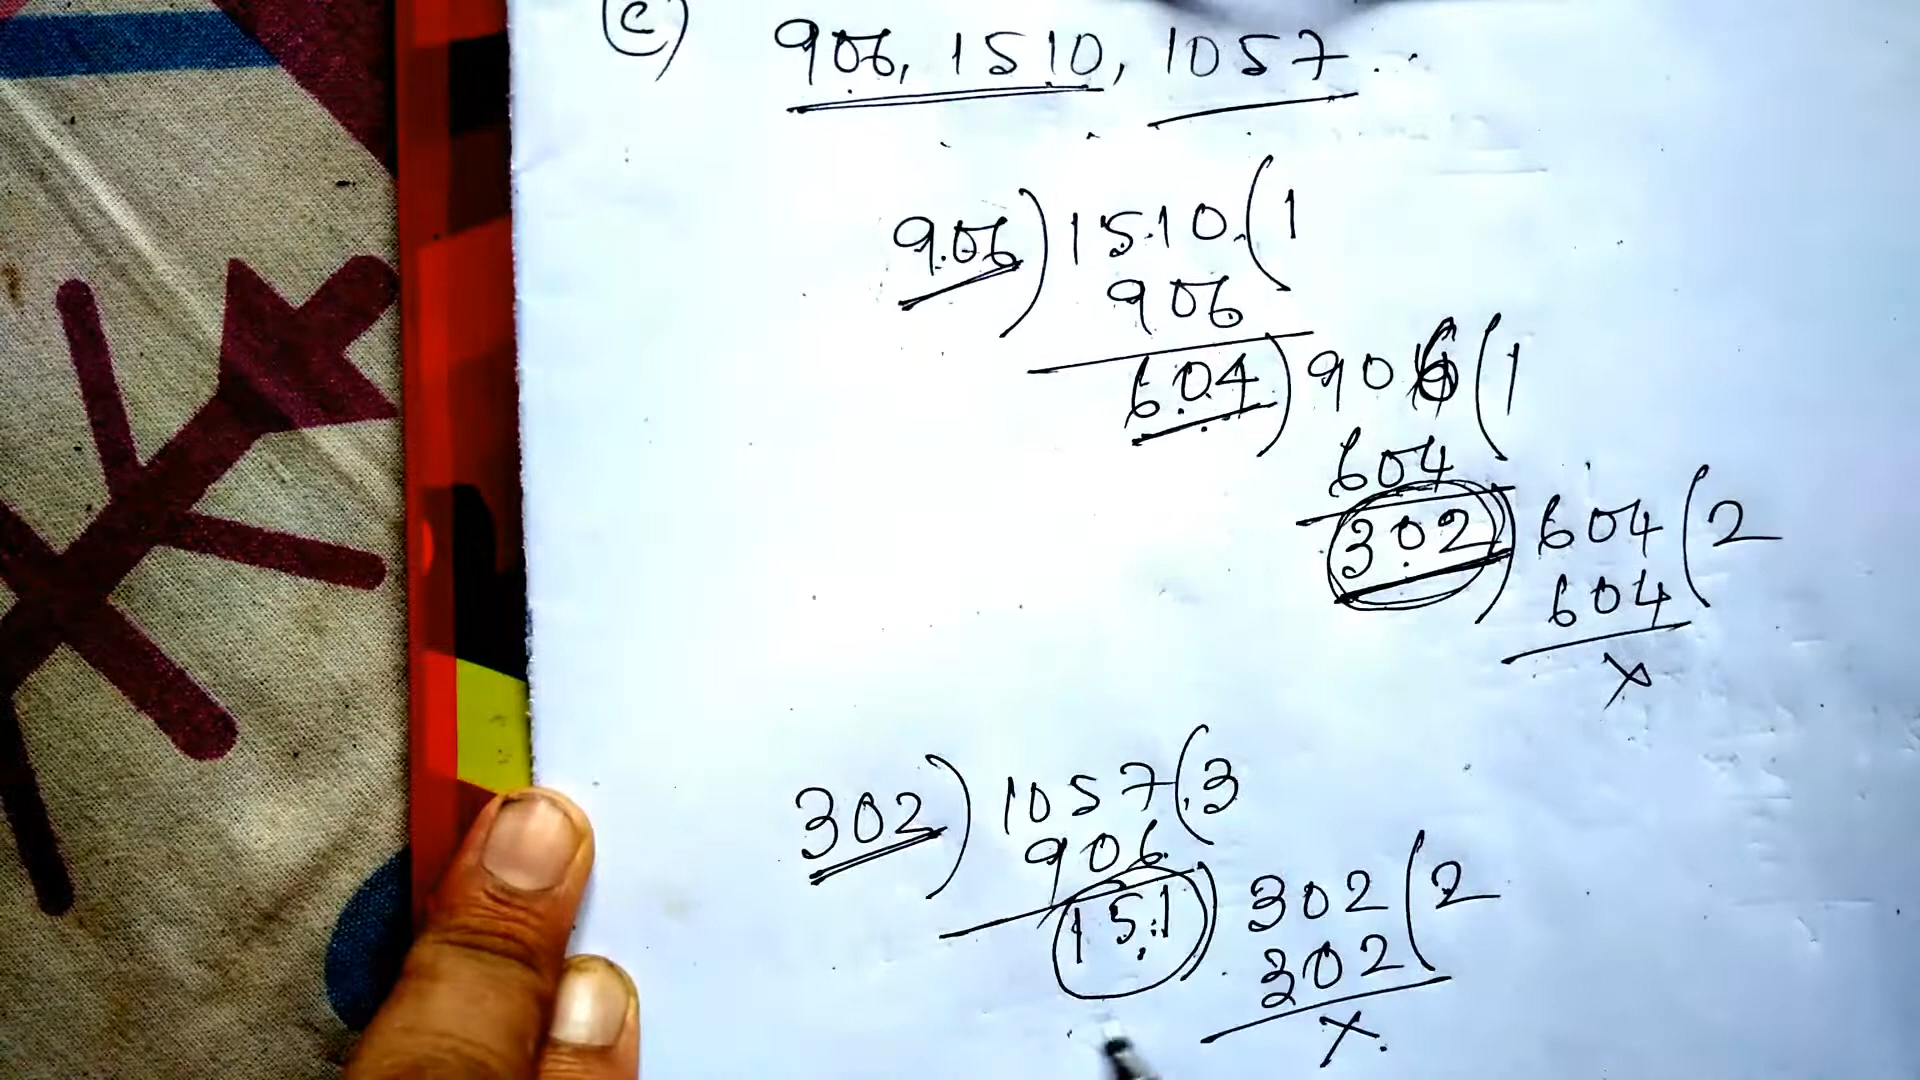 (c) 906, 1510, 1057..
906) 1510 (1
906
604) 906 (1
604
302) 604 (2
604
×
302) 1057 (3
906
151) 302 (2
302
×